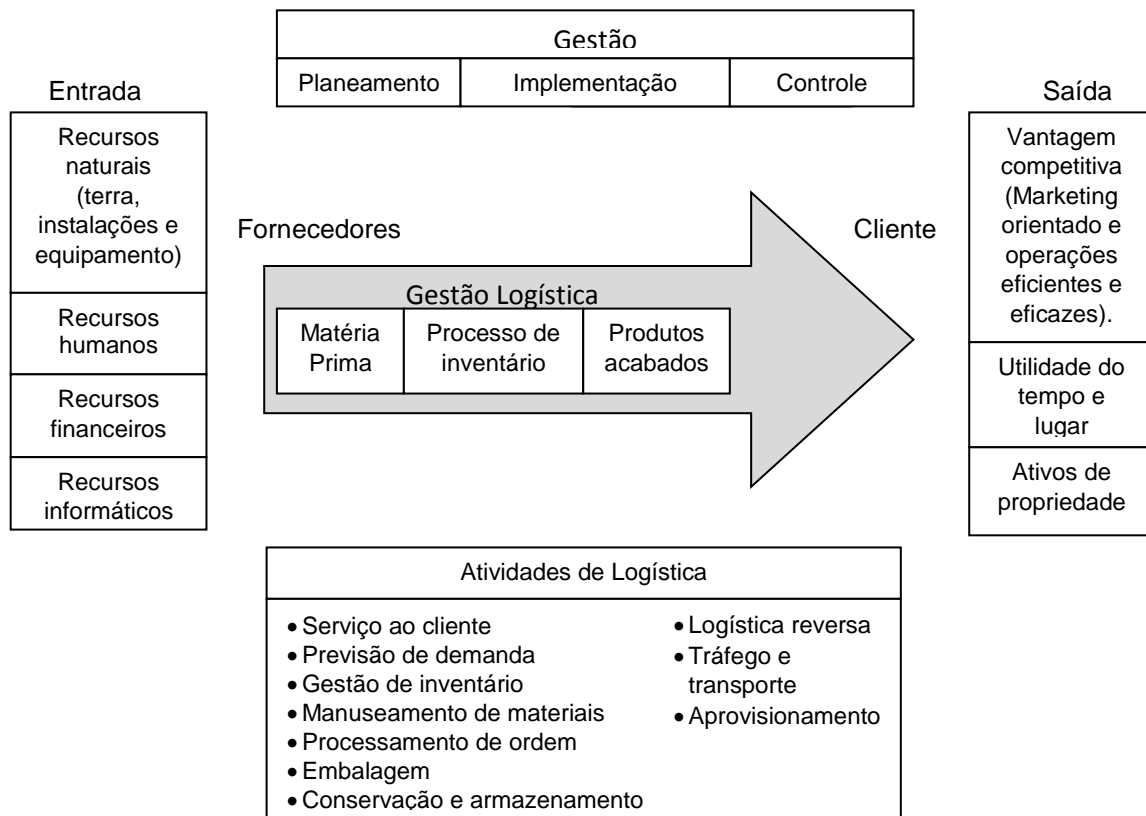 Gestão
Planeamento
Implementação
Controle
Entrada
Recursos
naturais
(terra,
instalações e
equipamento)
Recursos
humanos
Recursos
financeiros
Recursos
informáticos
Fornecedores
Cliente
Gestão Logística
Matéria
Prima
Processo de
inventário
Produtos
acabados
Saída
Vantagem
competitiva
(Marketing
orientado e
operações
eficientes e
eficazes).
Utilidade do
tempo e
lugar
Ativos de
propriedade
Atividades de Logística
• Serviço ao cliente
• Previsão de demanda
• Gestão de inventário
• Manuseamento de materiais
• Processamento de ordem
• Embalagem
• Conservação e armazenamento
• Logística reversa
• Tráfego e
transporte
• Aprovisionamento